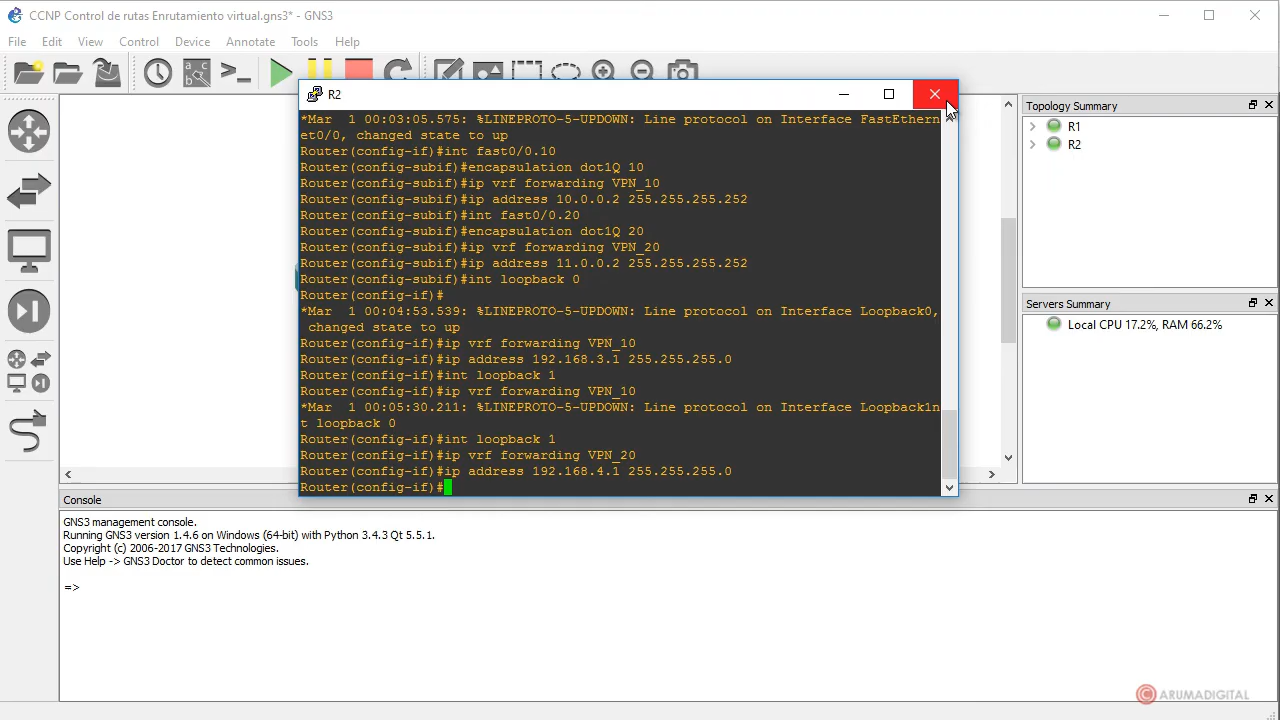 CCNP Control de rutas Enrutamiento virtual.gns3* - GNS3
File Edit View Control Device Annotate Tools Help
R2
*Mar  1 00:03:05.575: %LINEPROTO-5-UPDOWN: Line protocol on Interface FastEthern
et0/0, changed state to up
Router(config-if)#int fast0/0.10
Router(config-subif)#encapsulation dot1Q 10
Router(config-subif)#ip vrf forwarding VPN_10
Router(config-subif)#ip address 10.0.0.2 255.255.255.252
Router(config-subif)#int fast0/0.20
Router(config-subif)#encapsulation dot1Q 20
Router(config-subif)#ip vrf forwarding VPN_20
Router(config-subif)#ip address 11.0.0.2 255.255.255.252
Router(config-subif)#int loopback 0
Router(config-if)#
*Mar  1 00:04:53.539: %LINEPROTO-5-UPDOWN: Line protocol on Interface Loopback0,
 changed state to up
Router(config-if)#ip vrf forwarding VPN_10
Router(config-if)#ip address 192.168.3.1 255.255.255.0
Router(config-if)#int loopback 1
Router(config-if)#ip vrf forwarding VPN_10
*Mar  1 00:05:30.211: %LINEPROTO-5-UPDOWN: Line protocol on Interface Loopback1n
t loopback 0
Router(config-if)#int loopback 1
Router(config-if)#ip vrf forwarding VPN_20
Router(config-if)#ip address 192.168.4.1 255.255.255.0
Router(config-if)#
Topology Summary
R1
R2
Servers Summary
Local CPU 17.2%, RAM 66.2%
Console
GNS3 management console.
Running GNS3 version 1.4.6 on Windows (64-bit) with Python 3.4.3 Qt 5.5.1.
Copyright (c) 2006-2017 GNS3 Technologies.
Use Help -> GNS3 Doctor to detect common issues.
=>
© ARUMADIGITAL